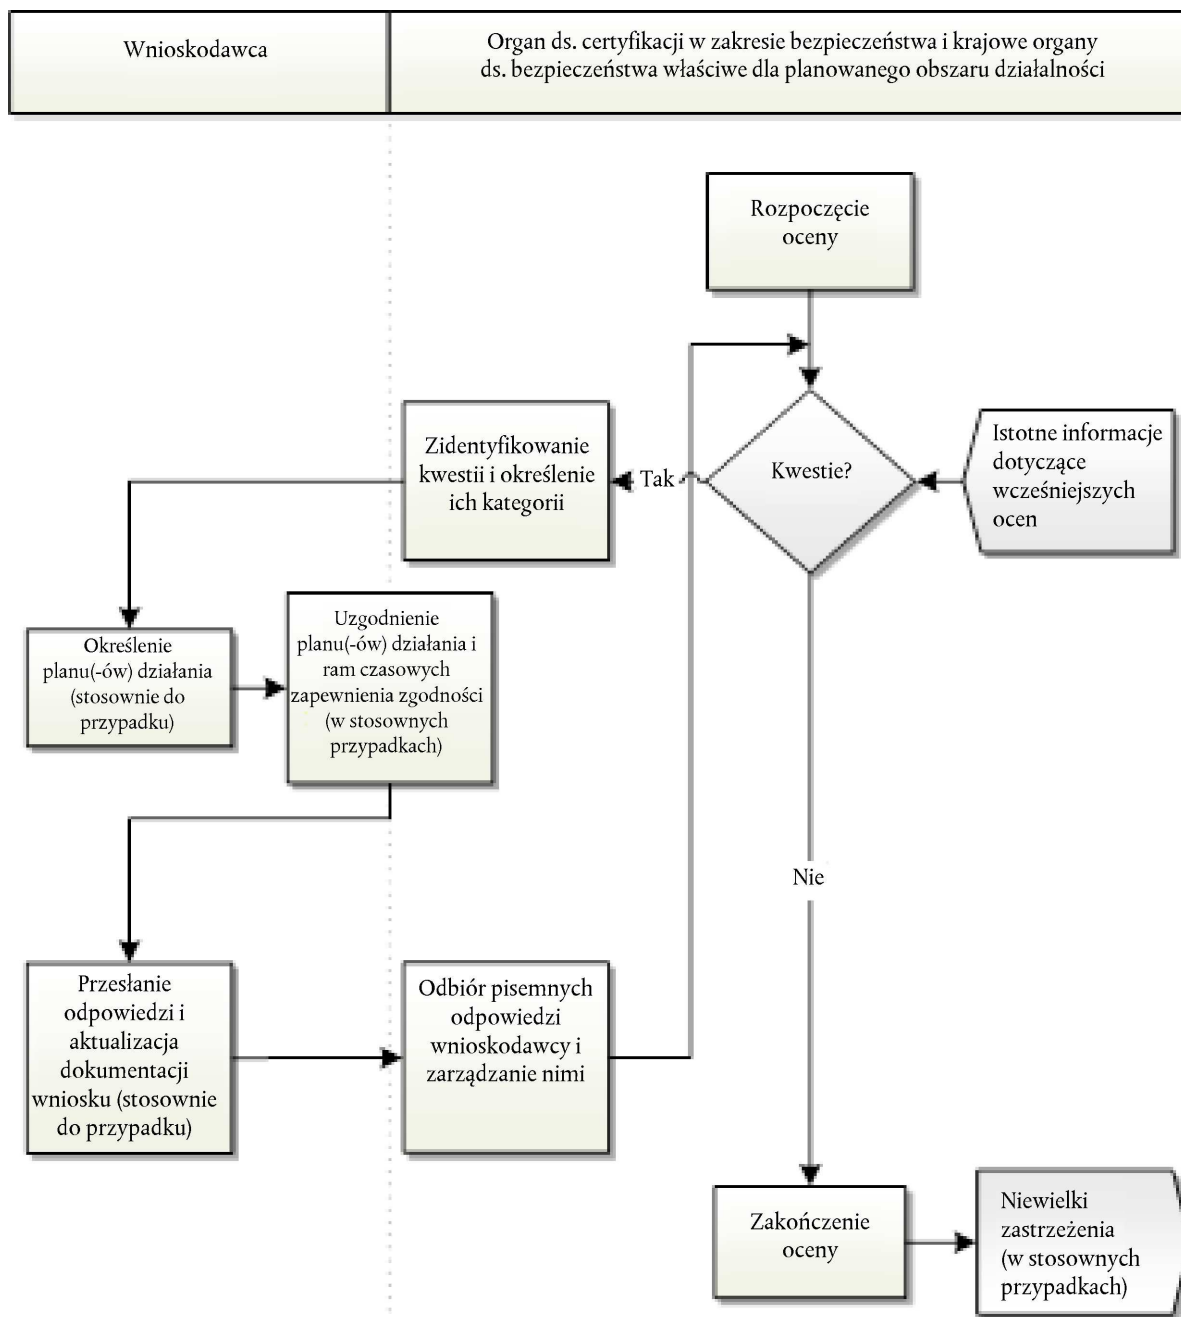 Wnioskodawca
Organ ds. certyfikacji w zakresie bezpieczeństwa i krajowe organy
ds. bezpieczeństwa właściwe dla planowanego obszaru działalności
Rozpoczęcie
oceny
Zidentyfikowanie
kwestii i określenie
ich kategorii
Tak
Kwestie?
Istotne informacje
dotyczące
wcześniejszych
ocen
Określenie
planu(-ów) działania
(stosownie do
przypadku)
Uzgodnienie
planu(-ów) działania i
ram czasowych
zapewnienia zgodności
(w stosownych
przypadkach)
Nie
Przesłanie
odpowiedzi i
aktualizacja
dokumentacji
wniosku (stosownie
do przypadku)
Odbiór pisemnych
odpowiedzi
wnioskodawcy i
zarządzanie nimi
Zakończenie
oceny
Niewielki
zastrzeżenia
(w stosownych
przypadkach)